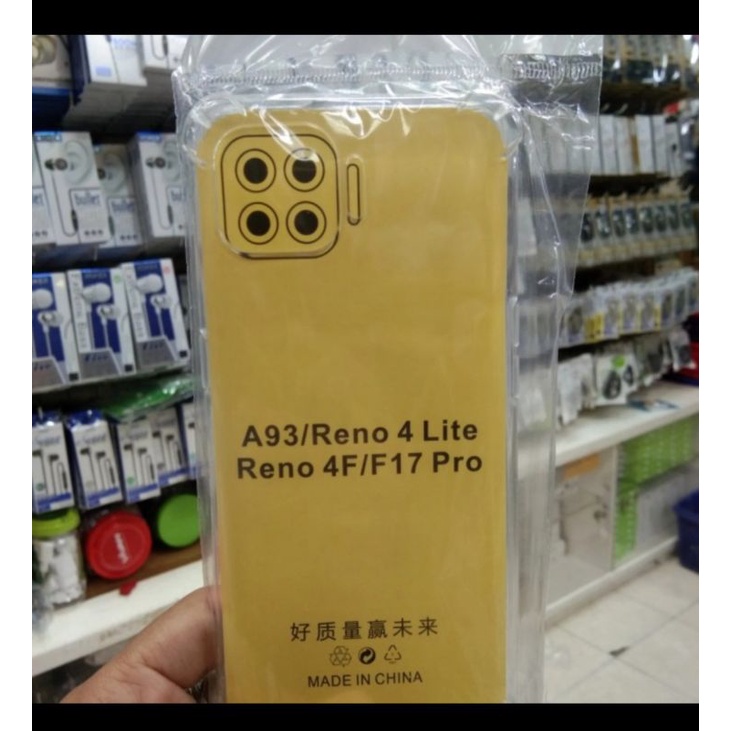 A93/Reno 4 Lite
Reno 4F/F17 Pro
好质量赢未来
MADE IN CHINA